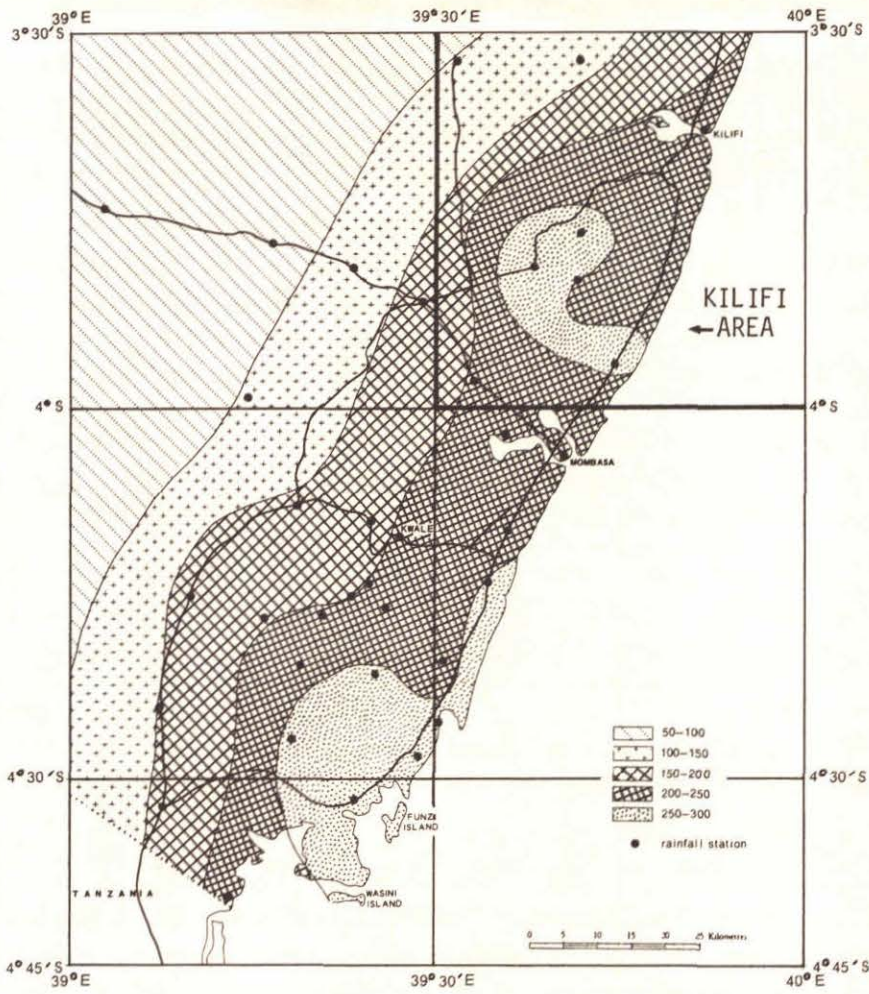 39°E
39°30'E
40°E
3°30'S
3°30'S
KILIFI
KILIFI
←AREA
4°S
4°S
MOMBASA
KWALE
50–100
100–150
150–200
200–250
250–300
rainfall station
4°30'S
4°30'S
FUNZI
ISLAND
TANZANIA
WASINI
ISLAND
0 5 10 15 20 25 Kilometres
4°45'S
4°45'S
39°E
39°30'E
40°E